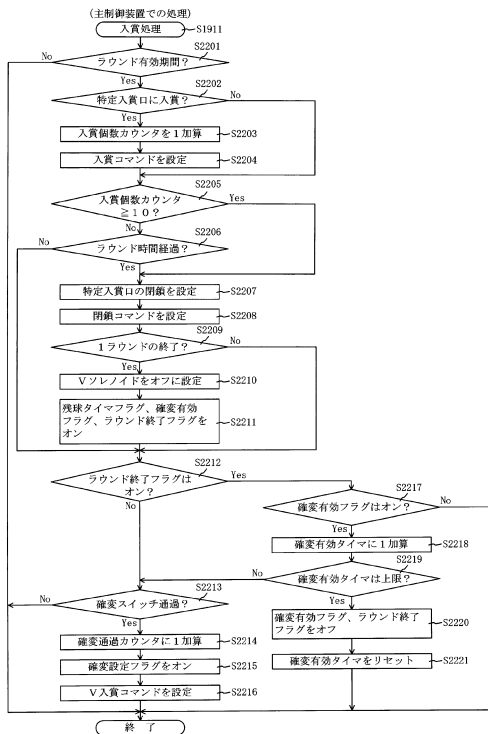 (主制御装置での処理)
入賞処理
S1911
S2201
No
ラウンド有効期間?
Yes
S2202
特定入賞口に入賞?
No
Yes
入賞個数カウンタを1加算
S2203
入賞コマンドを設定
S2204
S2205
入賞個数カウンタ
≧10?
Yes
No
S2206
No
ラウンド時間経過?
Yes
特定入賞口の閉鎖を設定
S2207
閉鎖コマンドを設定
S2208
S2209
1ラウンドの終了?
No
Yes
Vソレノイドをオフに設定
S2210
残球タイマフラグ、確変有効
フラグ、ラウンド終了フラグを
オン
S2211
S2212
ラウンド終了フラグは
オン?
Yes
No
S2217
確変有効フラグはオン?
No
Yes
確変有効タイマに1加算
S2218
S2219
確変有効タイマは上限?
No
Yes
確変有効フラグ、ラウンド終了
フラグをオフ
S2220
確変有効タイマをリセット
S2221
S2213
No
確変スイッチ通過?
Yes
確変通過カウンタに1加算
S2214
確変設定フラグをオン
S2215
V入賞コマンドを設定
S2216
終了